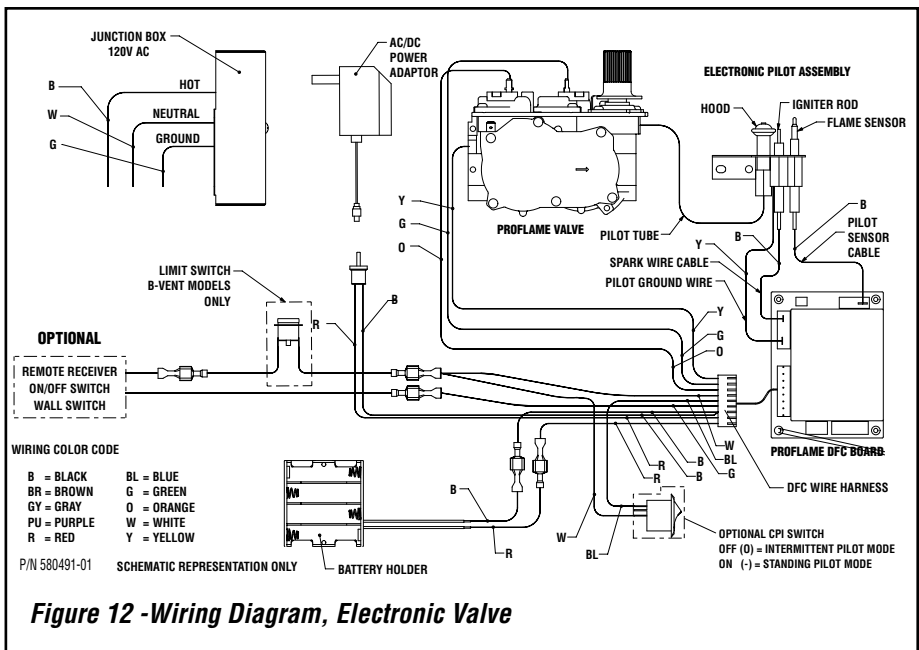 JUNCTION BOX
120V AC
HOT
B
W
NEUTRAL
G
GROUND
AC/DC
POWER
ADAPTOR
ELECTRONIC PILOT ASSEMBLY
HOOD
IGNITER ROD
FLAME SENSOR
Y
G
O
PROFLAME VALVE
PILOT TUBE
B
B
Y
PILOT
SENSOR
CABLE
SPARK WIRE CABLE
PILOT GROUND WIRE
LIMIT SWITCH
B-VENT MODELS
ONLY
R
B
Y
G
O
OPTIONAL
REMOTE RECEIVER
ON/OFF SWITCH
WALL SWITCH
WIRING COLOR CODE
B = BLACK
BR = BROWN
GY = GRAY
PU = PURPLE
R = RED
BL = BLUE
G = GREEN
O = ORANGE
W = WHITE
Y = YELLOW
P/N 580491-01
SCHEMATIC REPRESENTATION ONLY
BATTERY HOLDER
B
R
R
R
B
B
W
BL
G
W
BL
PROFLAME DFC BOARD
DFC WIRE HARNESS
OPTIONAL CPI SWITCH
OFF (O) = INTERMITTENT PILOT MODE
ON (-) = STANDING PILOT MODE
Figure 12 -Wiring Diagram, Electronic Valve